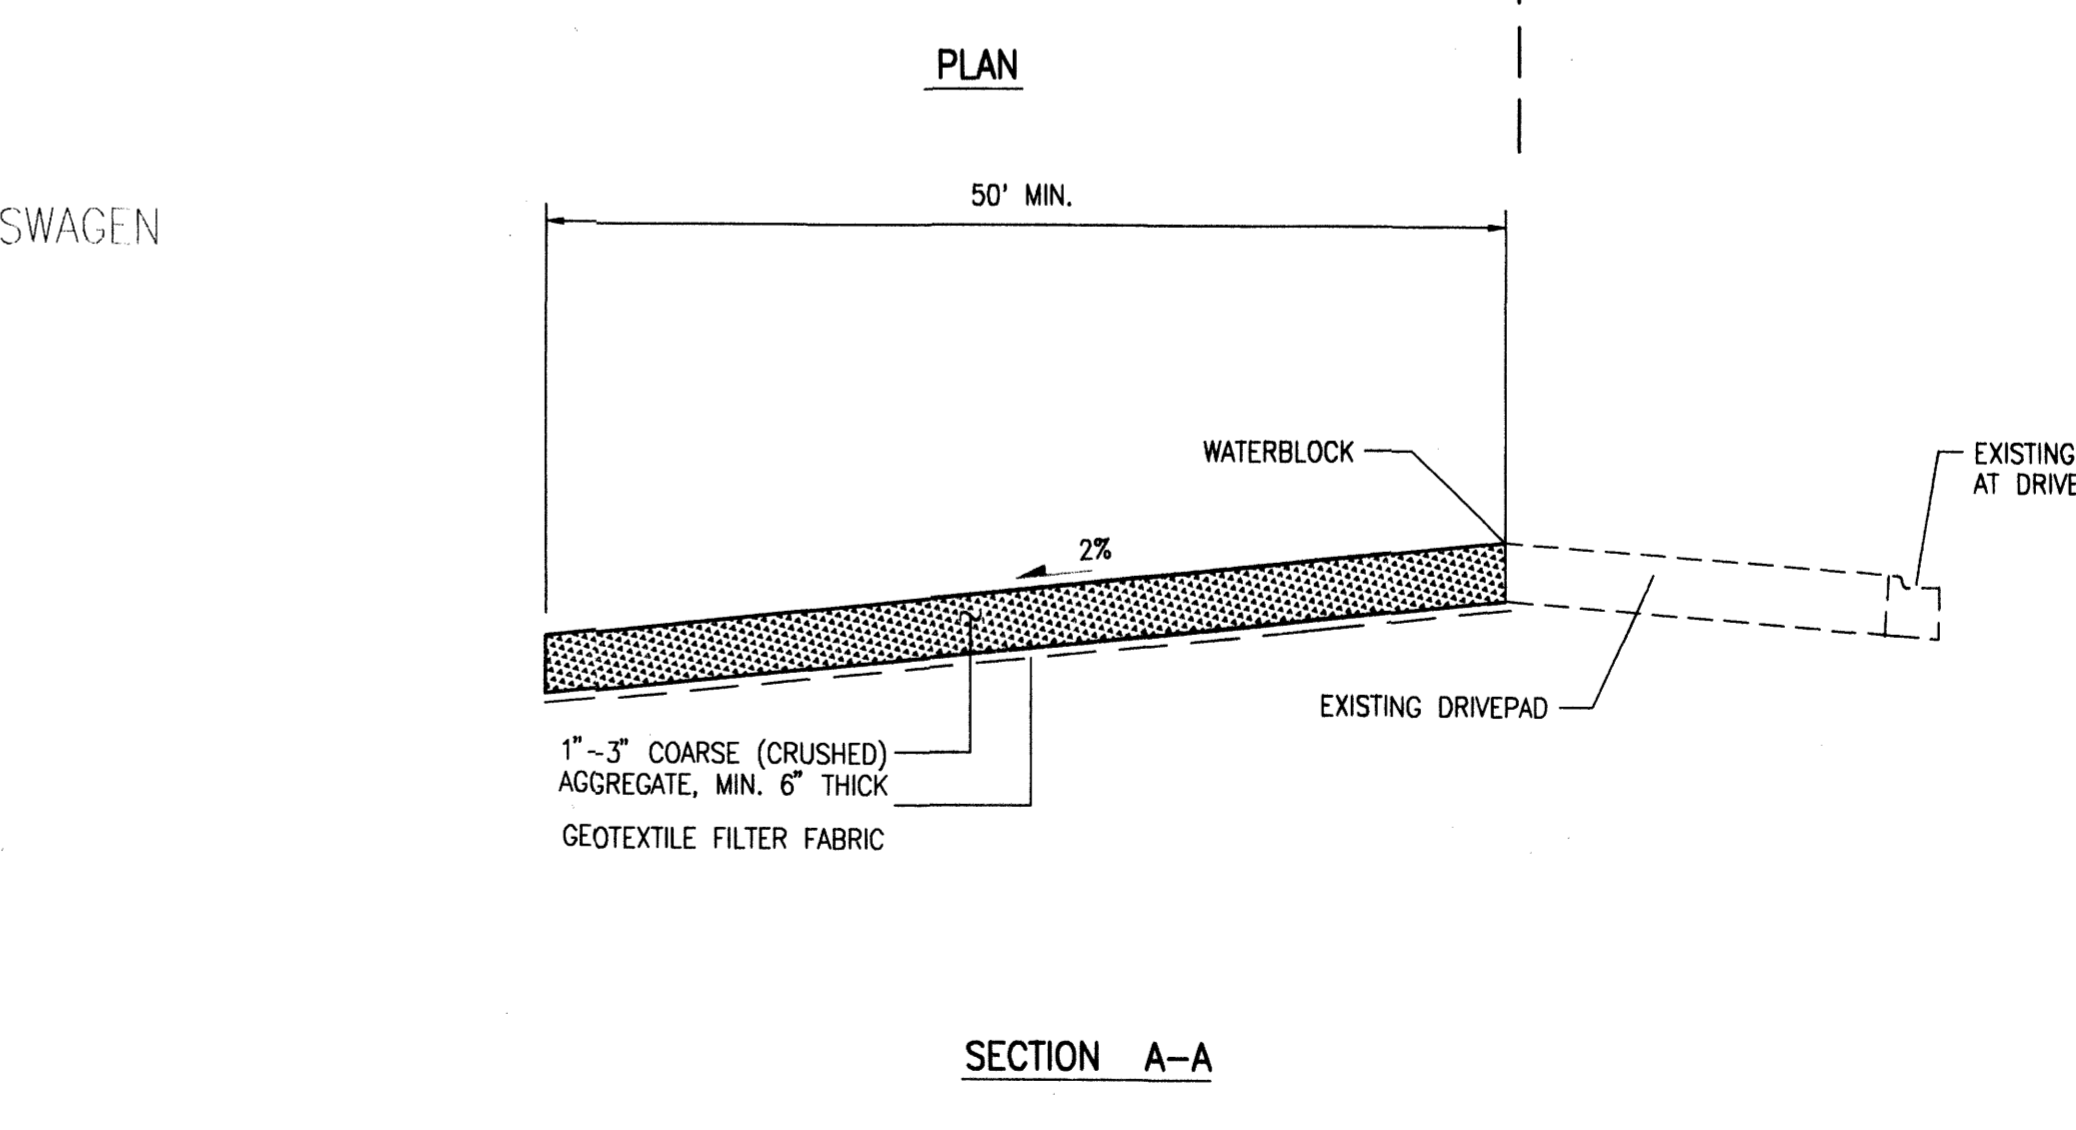 PLAN
50' MIN.
SWAGEN
WATERBLOCK
EXISTING
AT DRIVE
2%
EXISTING DRIVEPAD
1"-3" COARSE (CRUSHED)
AGGREGATE, MIN. 6" THICK
GEOTEXTILE FILTER FABRIC
SECTION A-A